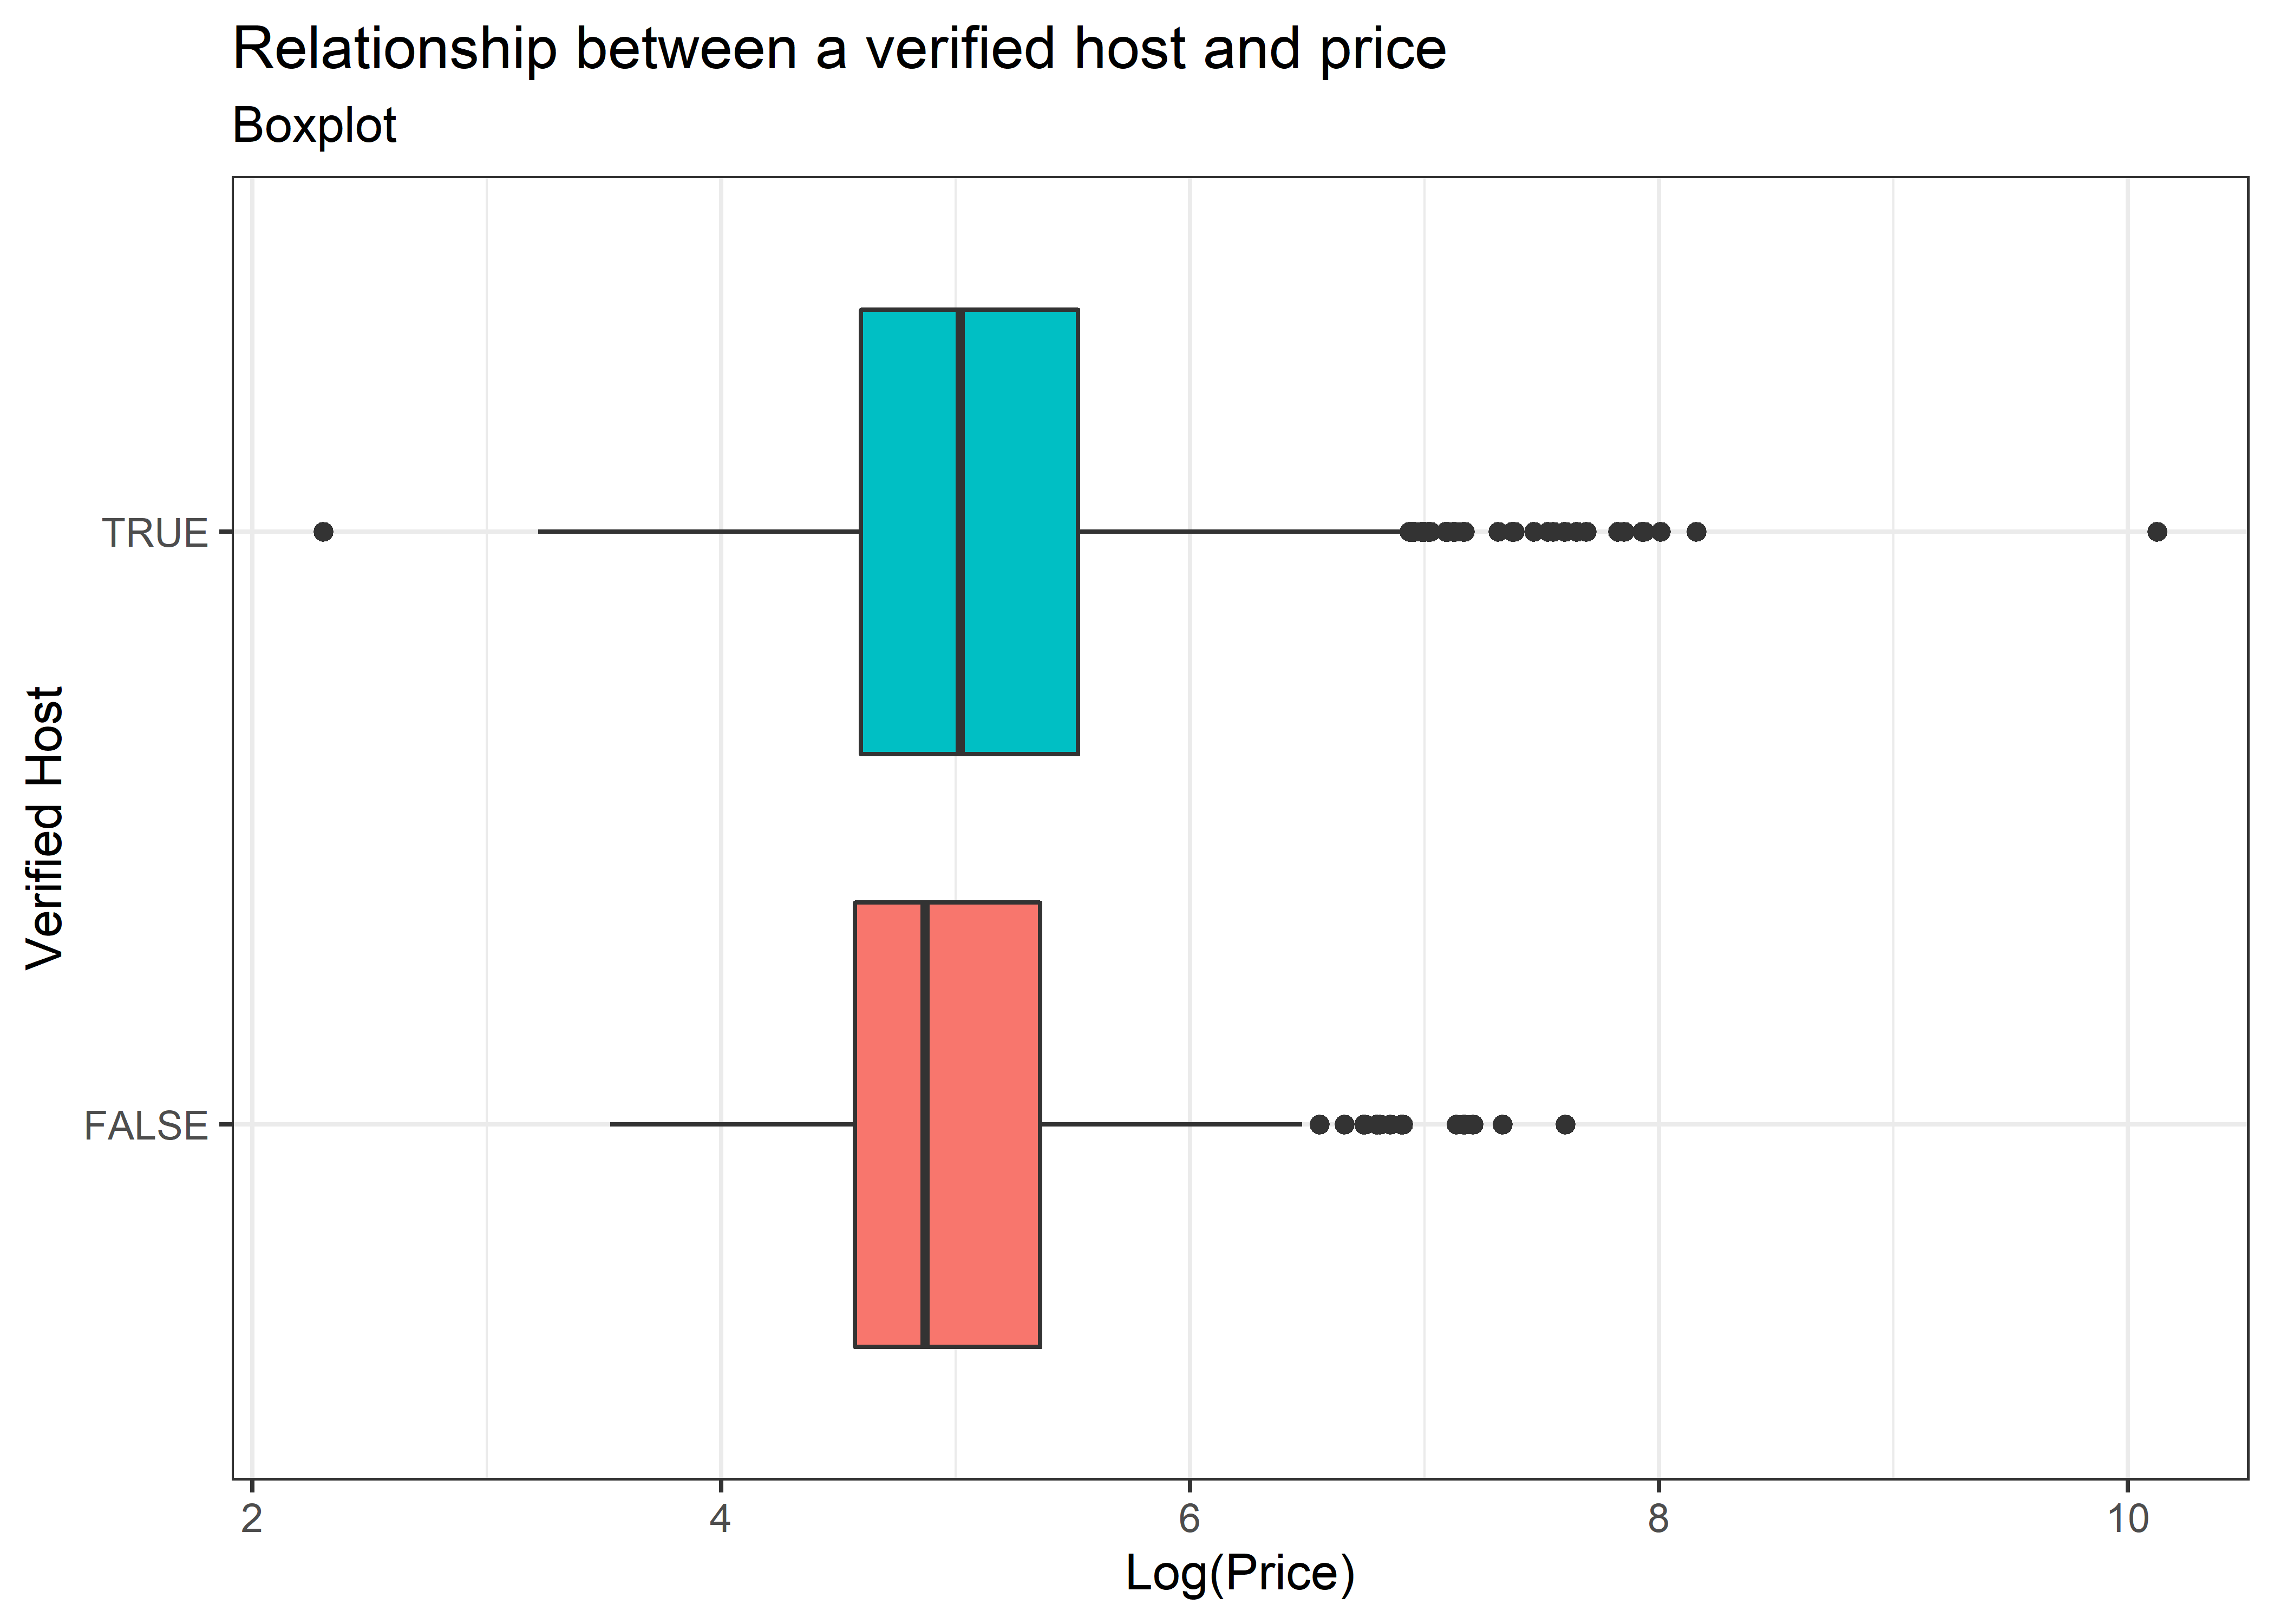 Relationship between a verified host and price
Boxplot
Verified Host
TRUE
FALSE
2 4 6 8 10
Log(Price)